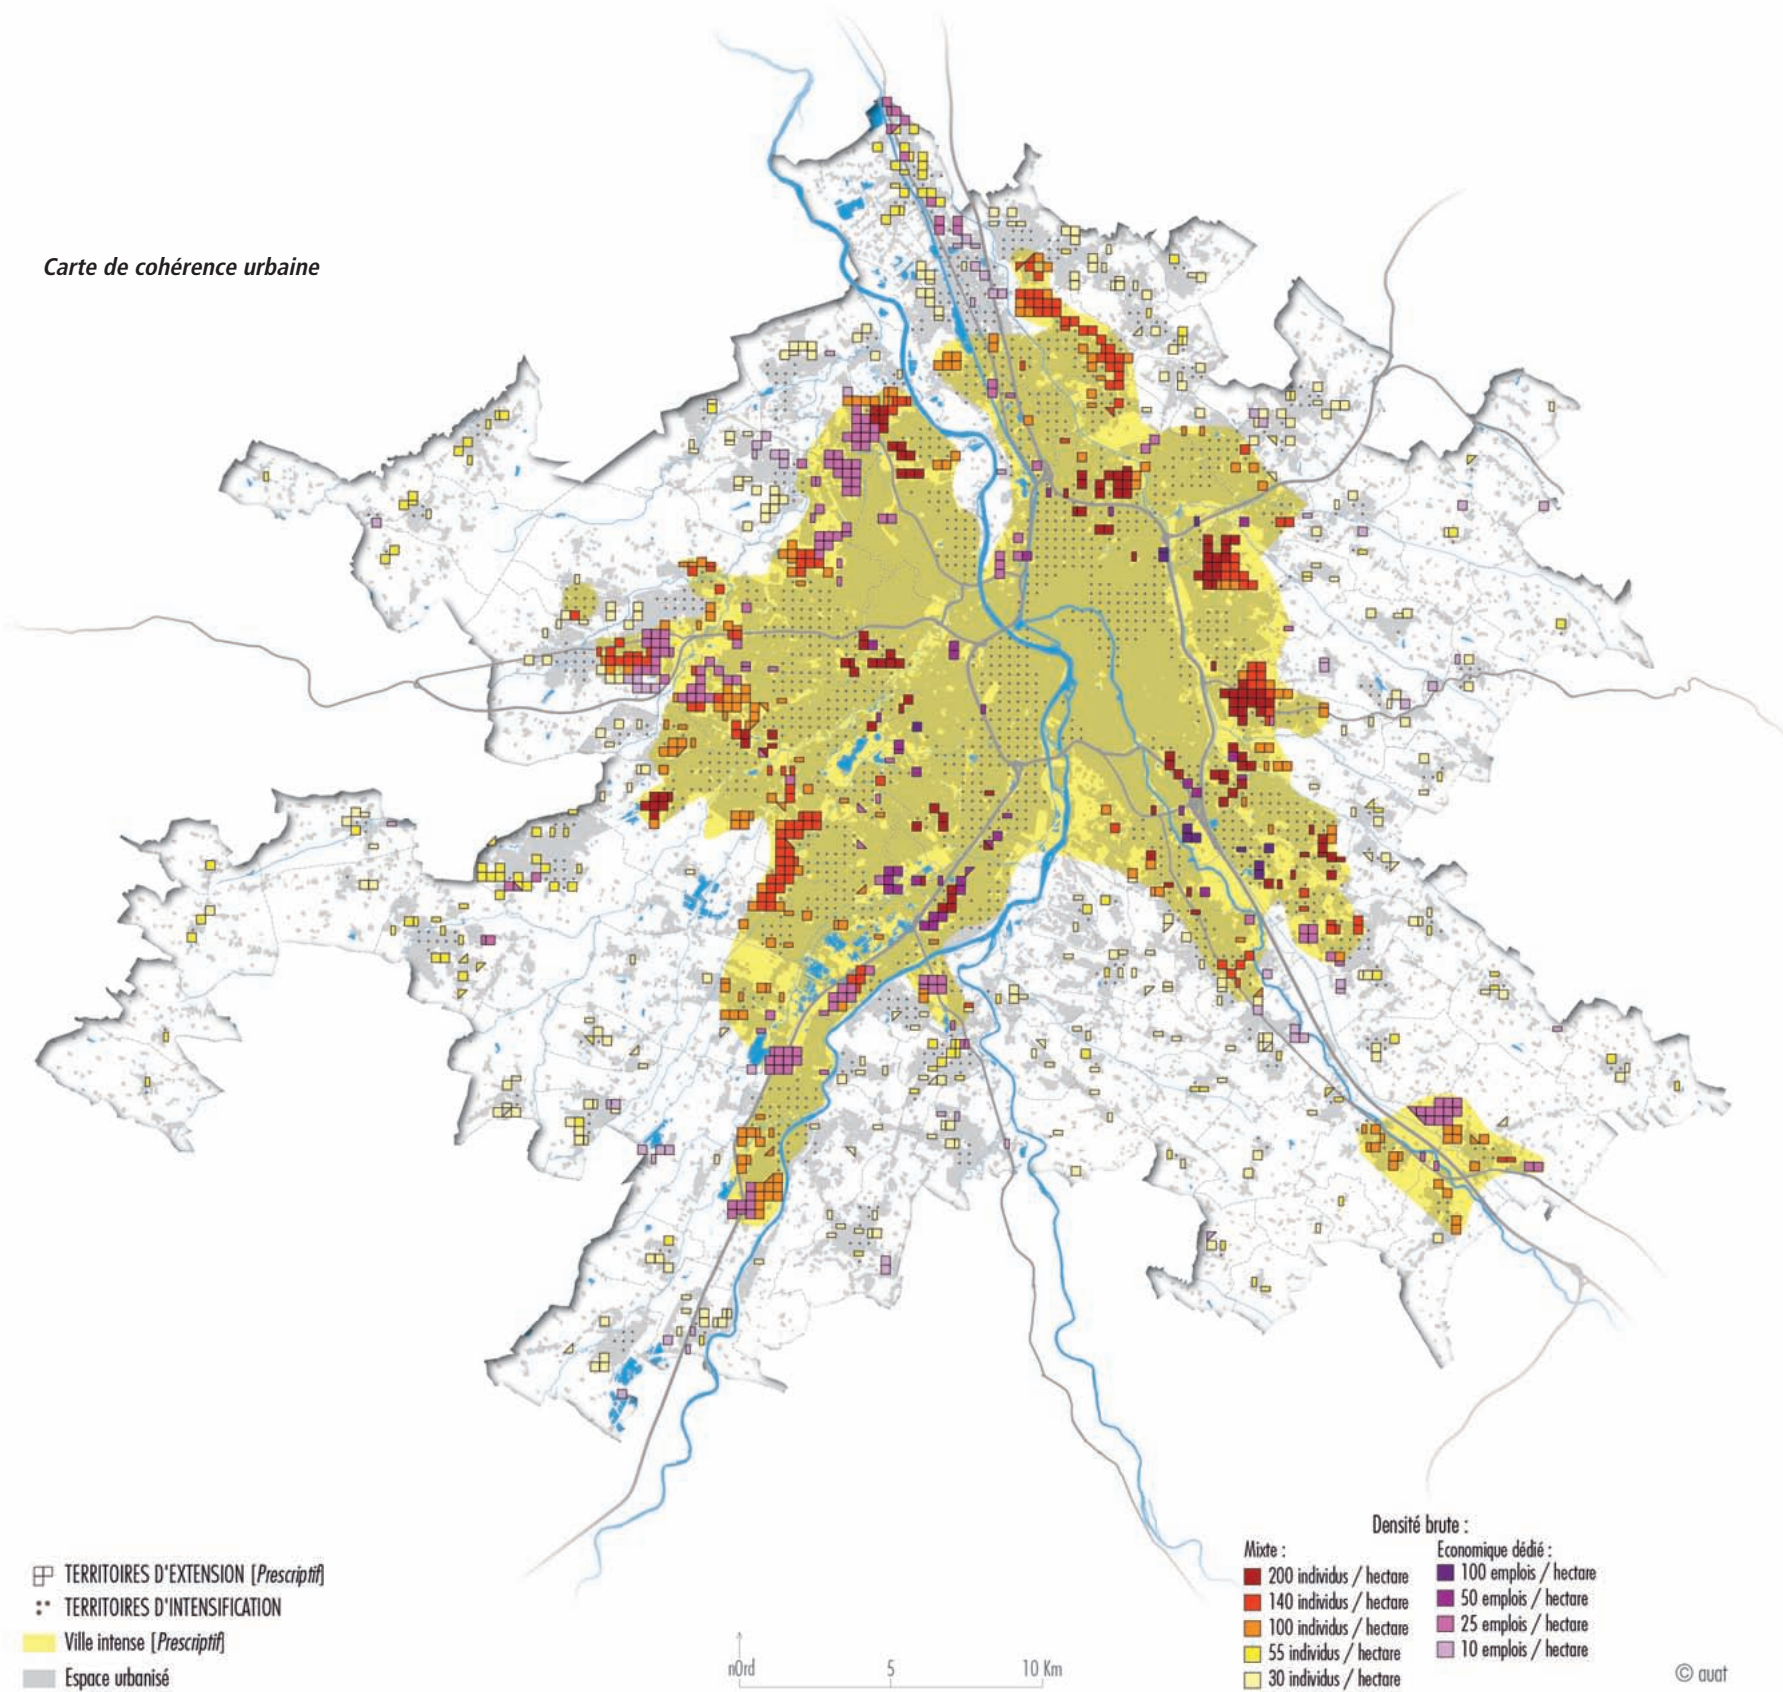 Carte de cohérence urbaine
TERRITOIRES D'EXTENSION [Prescriptif]
TERRITOIRES D'INTENSIFICATION
Ville intense [Prescriptif]
Espace urbanisé
n0rd 5 10 Km
Densité brute :
Mixte :
200 individus / hectare
140 individus / hectare
100 individus / hectare
55 individus / hectare
30 individus / hectare
Economique dédié :
100 emplois / hectare
50 emplois / hectare
25 emplois / hectare
10 emplois / hectare
© auat